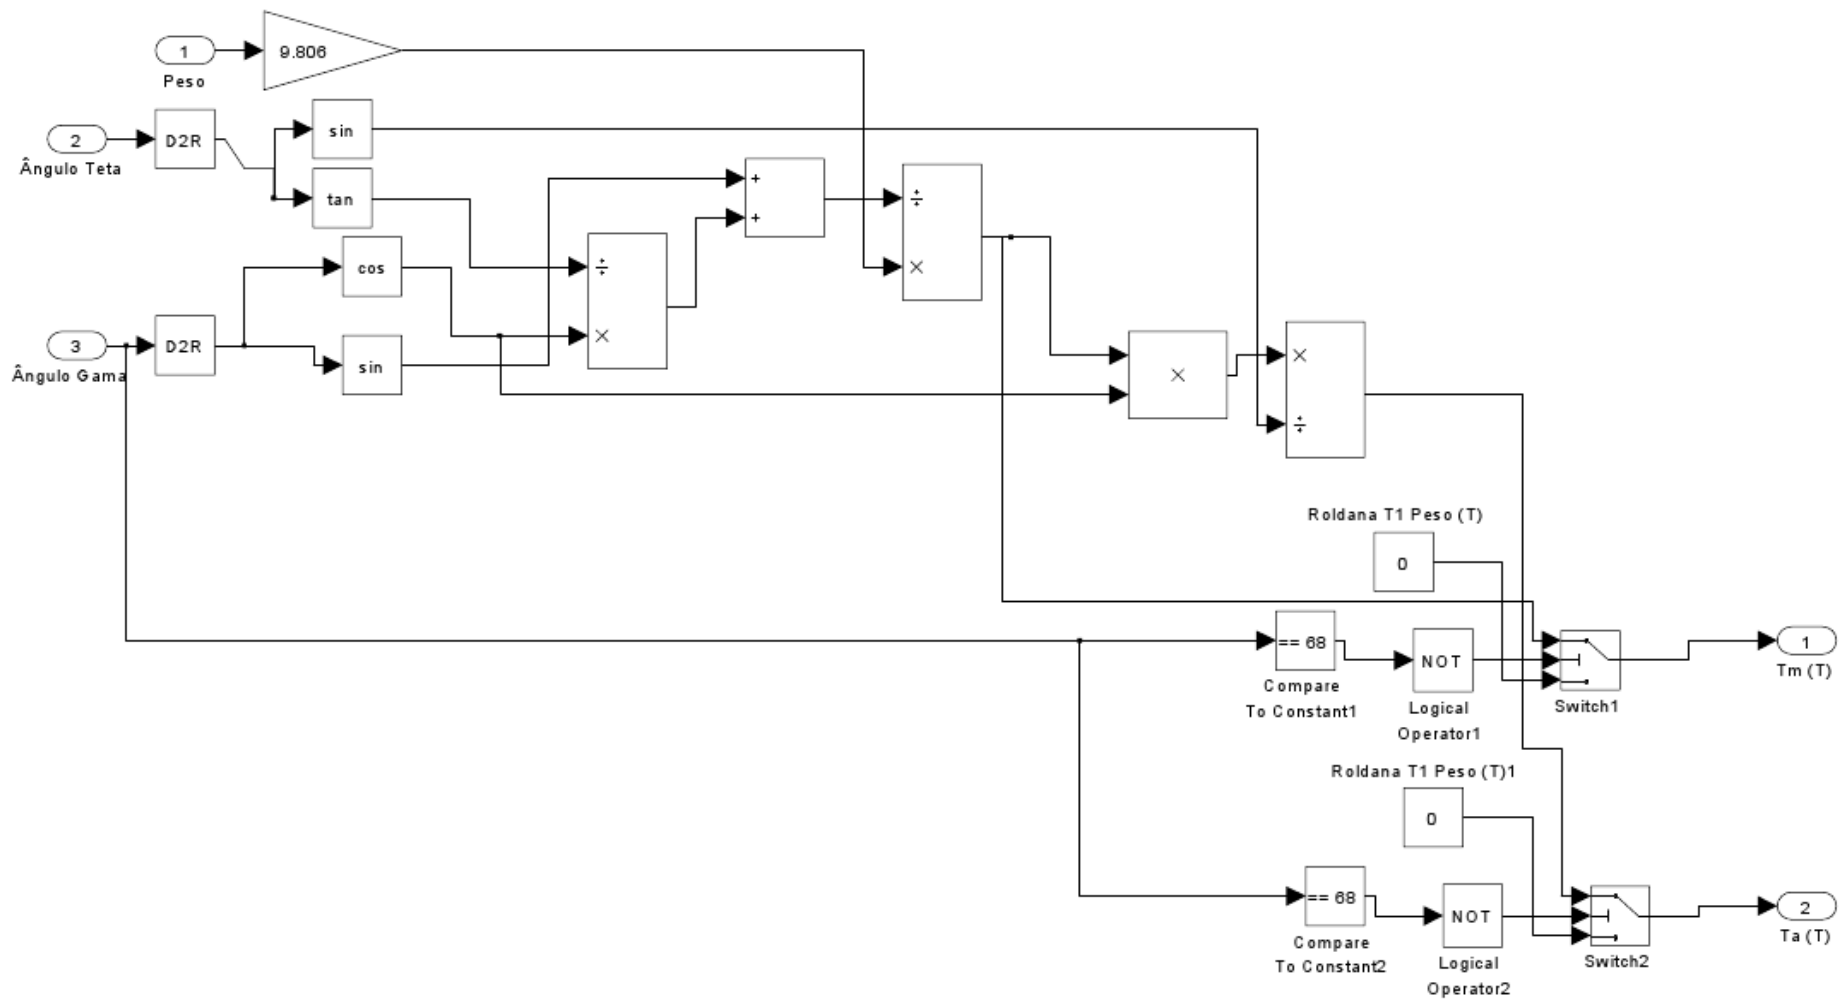 1
9.806
Peso
2
D2R
sin
Ângulo Teta
tan
+
+
÷
×
cos
÷
×
3
D2R
sin
Ângulo Gama
×
×
÷
Roldana T1 Peso (T)
0
== 68
NOT
1
Tm (T)
Compare
To Constant1
Logical
Operator1
Switch1
Roldana T1 Peso (T)1
0
== 68
NOT
2
Ta (T)
Compare
To Constant2
Logical
Operator2
Switch2